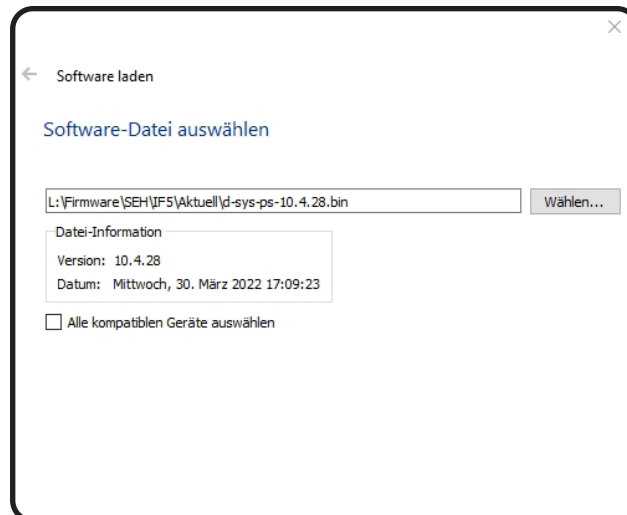 Software laden
Software-Datei auswählen
L:\Firmware\SEH\IF5\Aktuell\d-sys-ps-10.4.28.bin
Wählen...
Datei-Information
Version: 10.4.28
Datum: Mittwoch, 30. März 2022 17:09:23
Alle kompatiblen Geräte auswählen